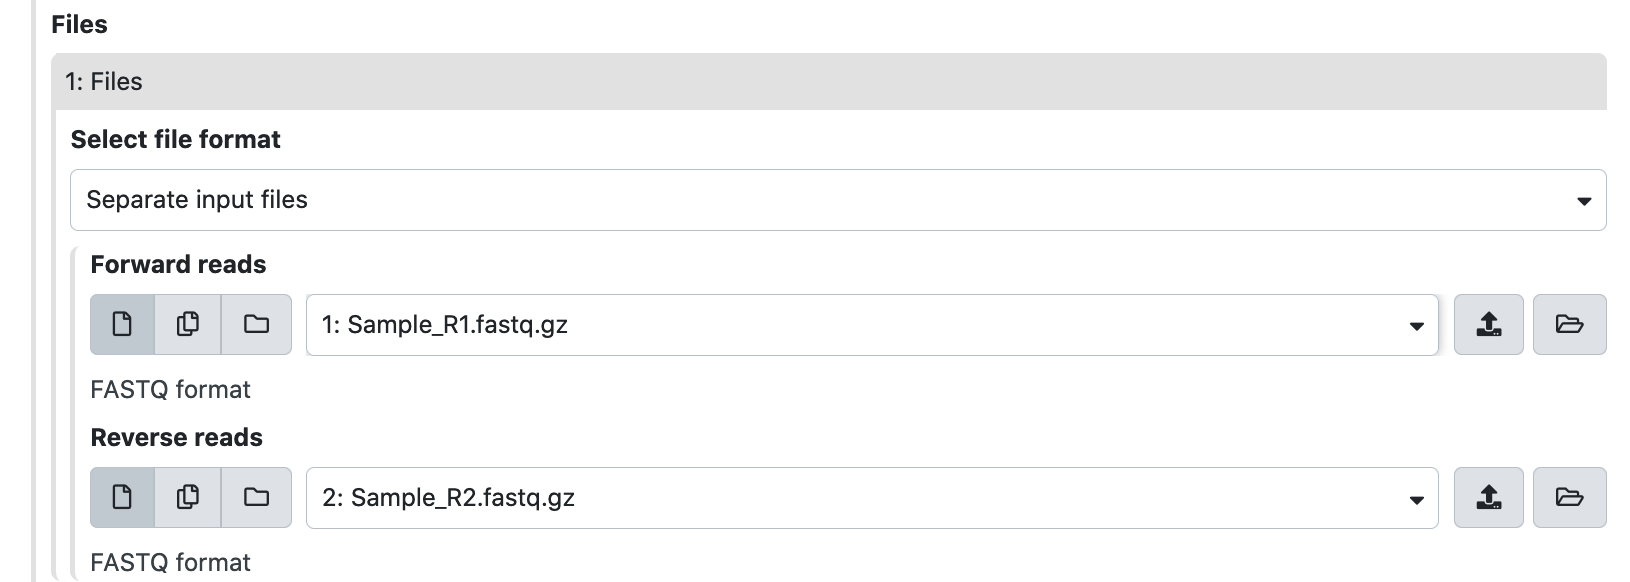 Files
1: Files
Select file format
Separate input files
Forward reads
1: Sample_R1.fastq.gz
FASTQ format
Reverse reads
2: Sample_R2.fastq.gz
FASTQ format